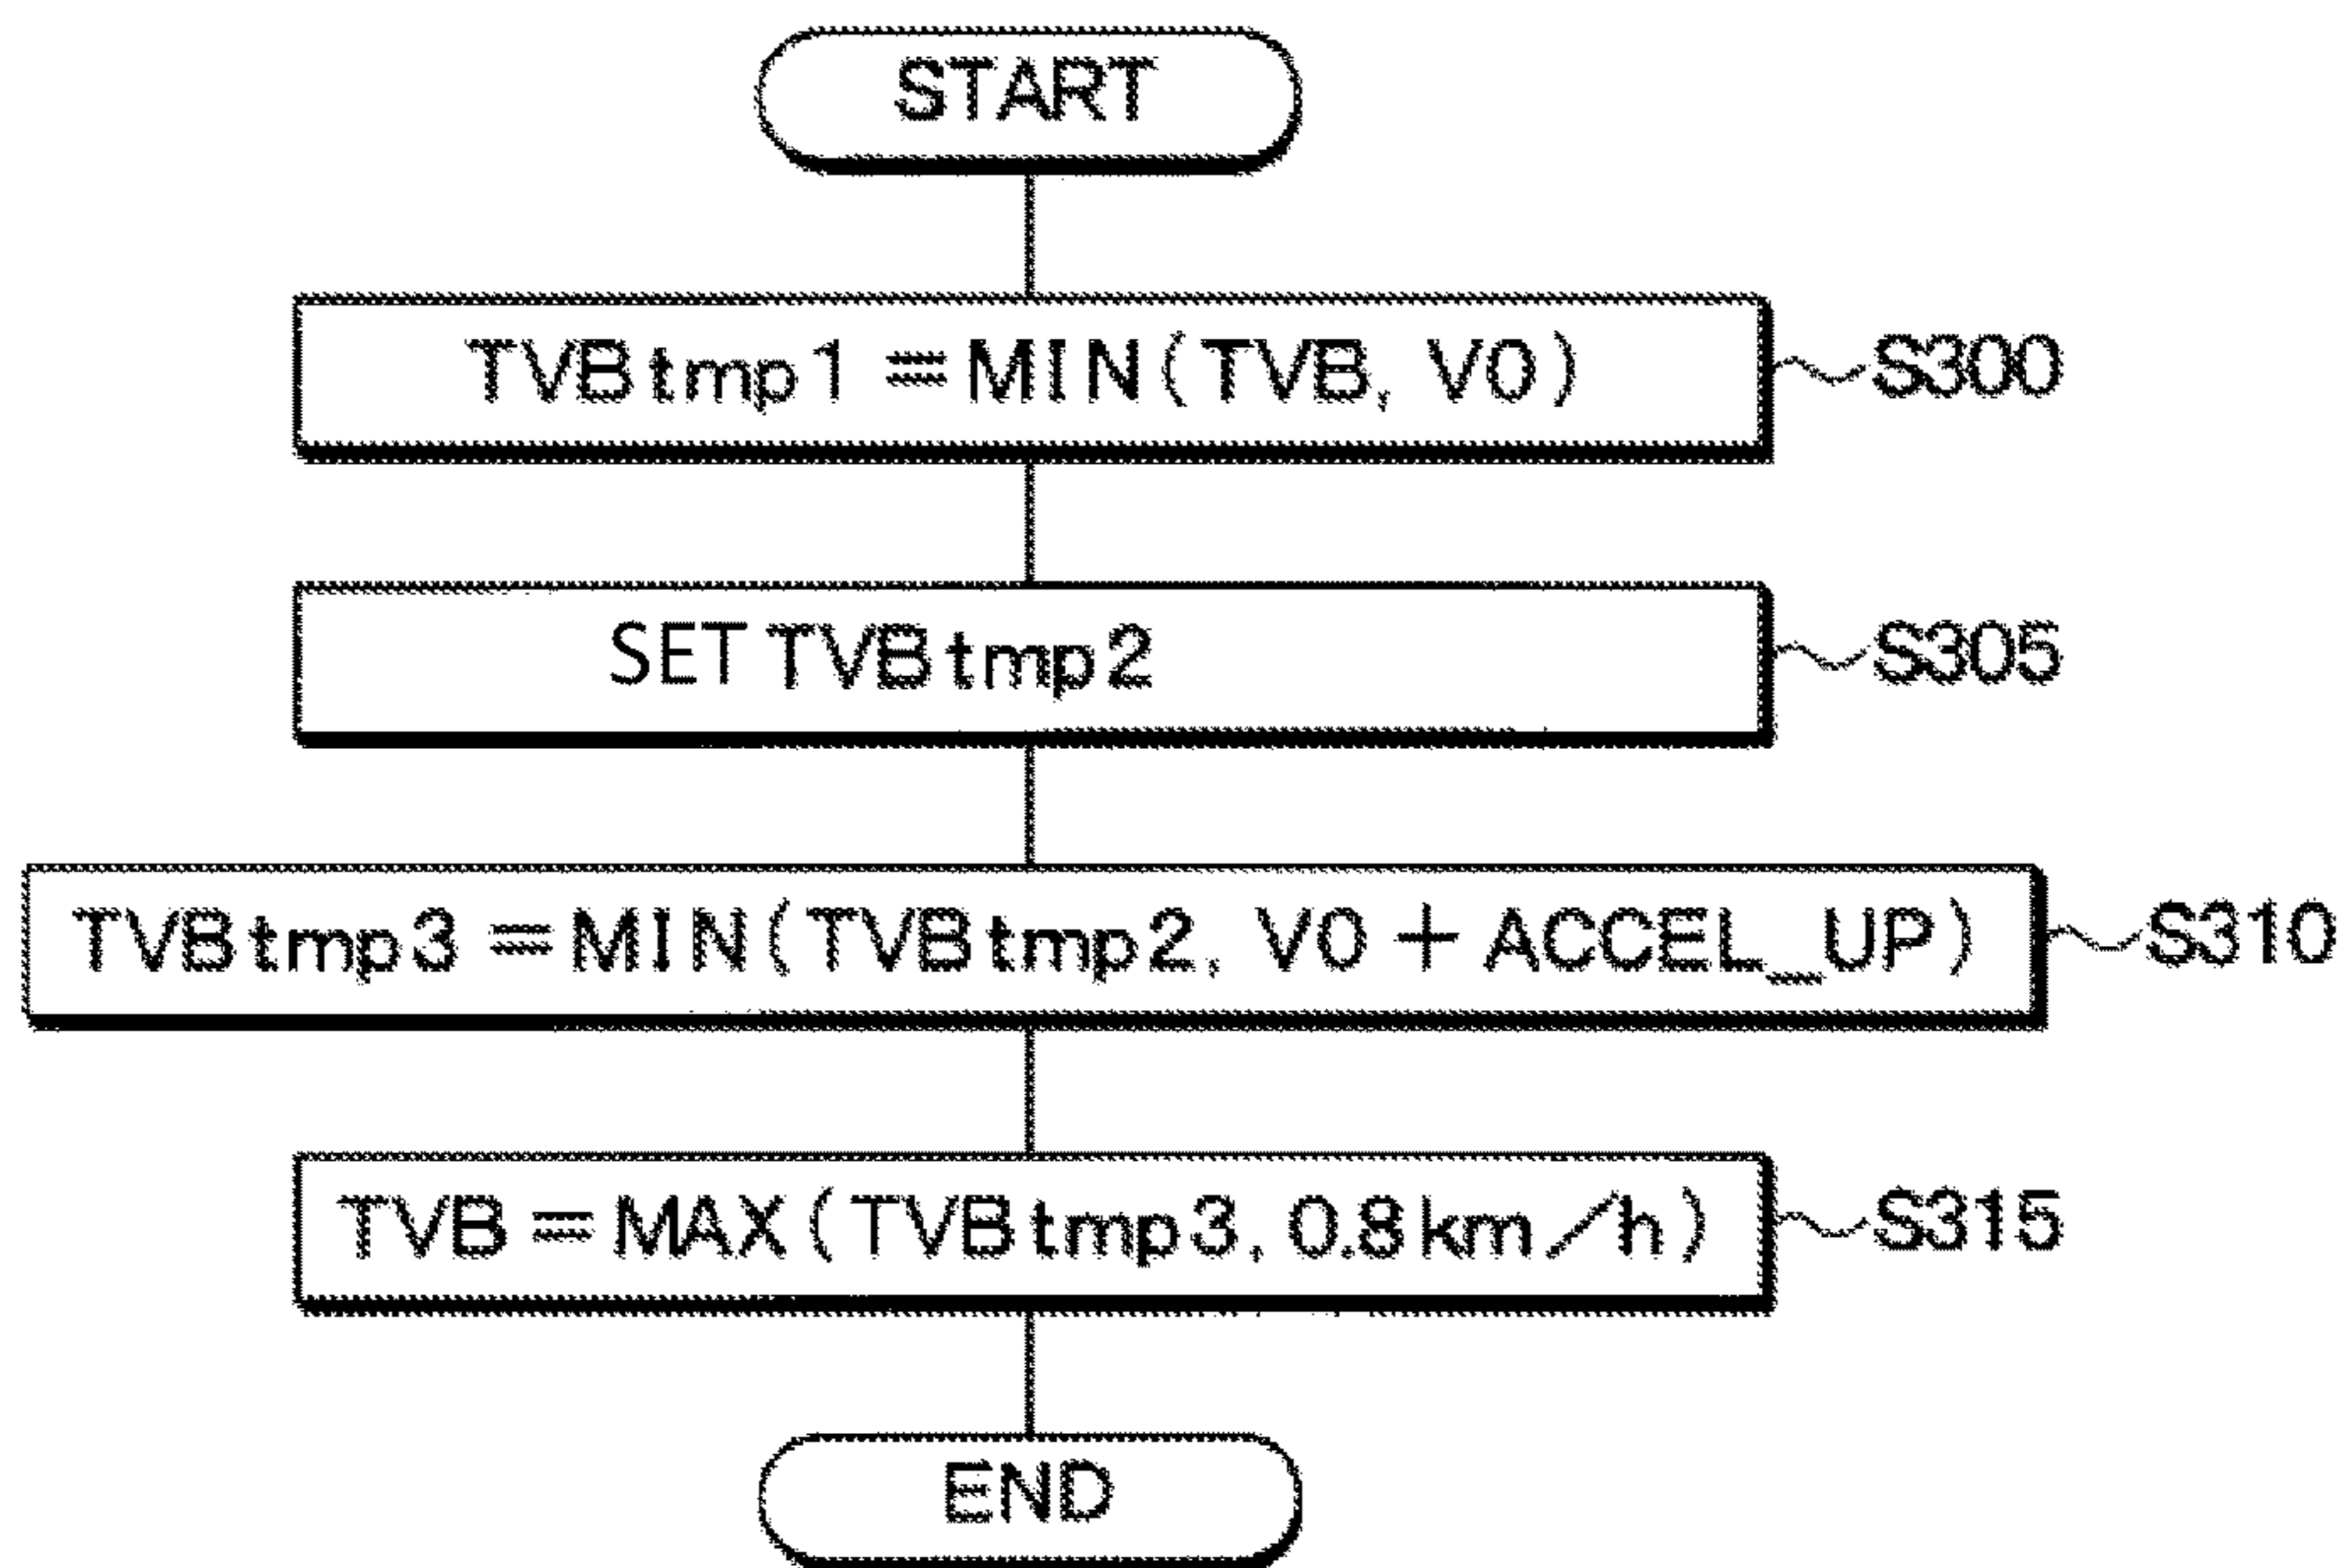 START
TVBtmp1=MIN(TVB, V0)
S300
SET TVBtmp2
S305
TVBtmp3=MIN(TVBtmp2, V0+ACCEL_UP)
S310
TVB=MAX(TVBtmp3, 0.8km/h)
S315
END